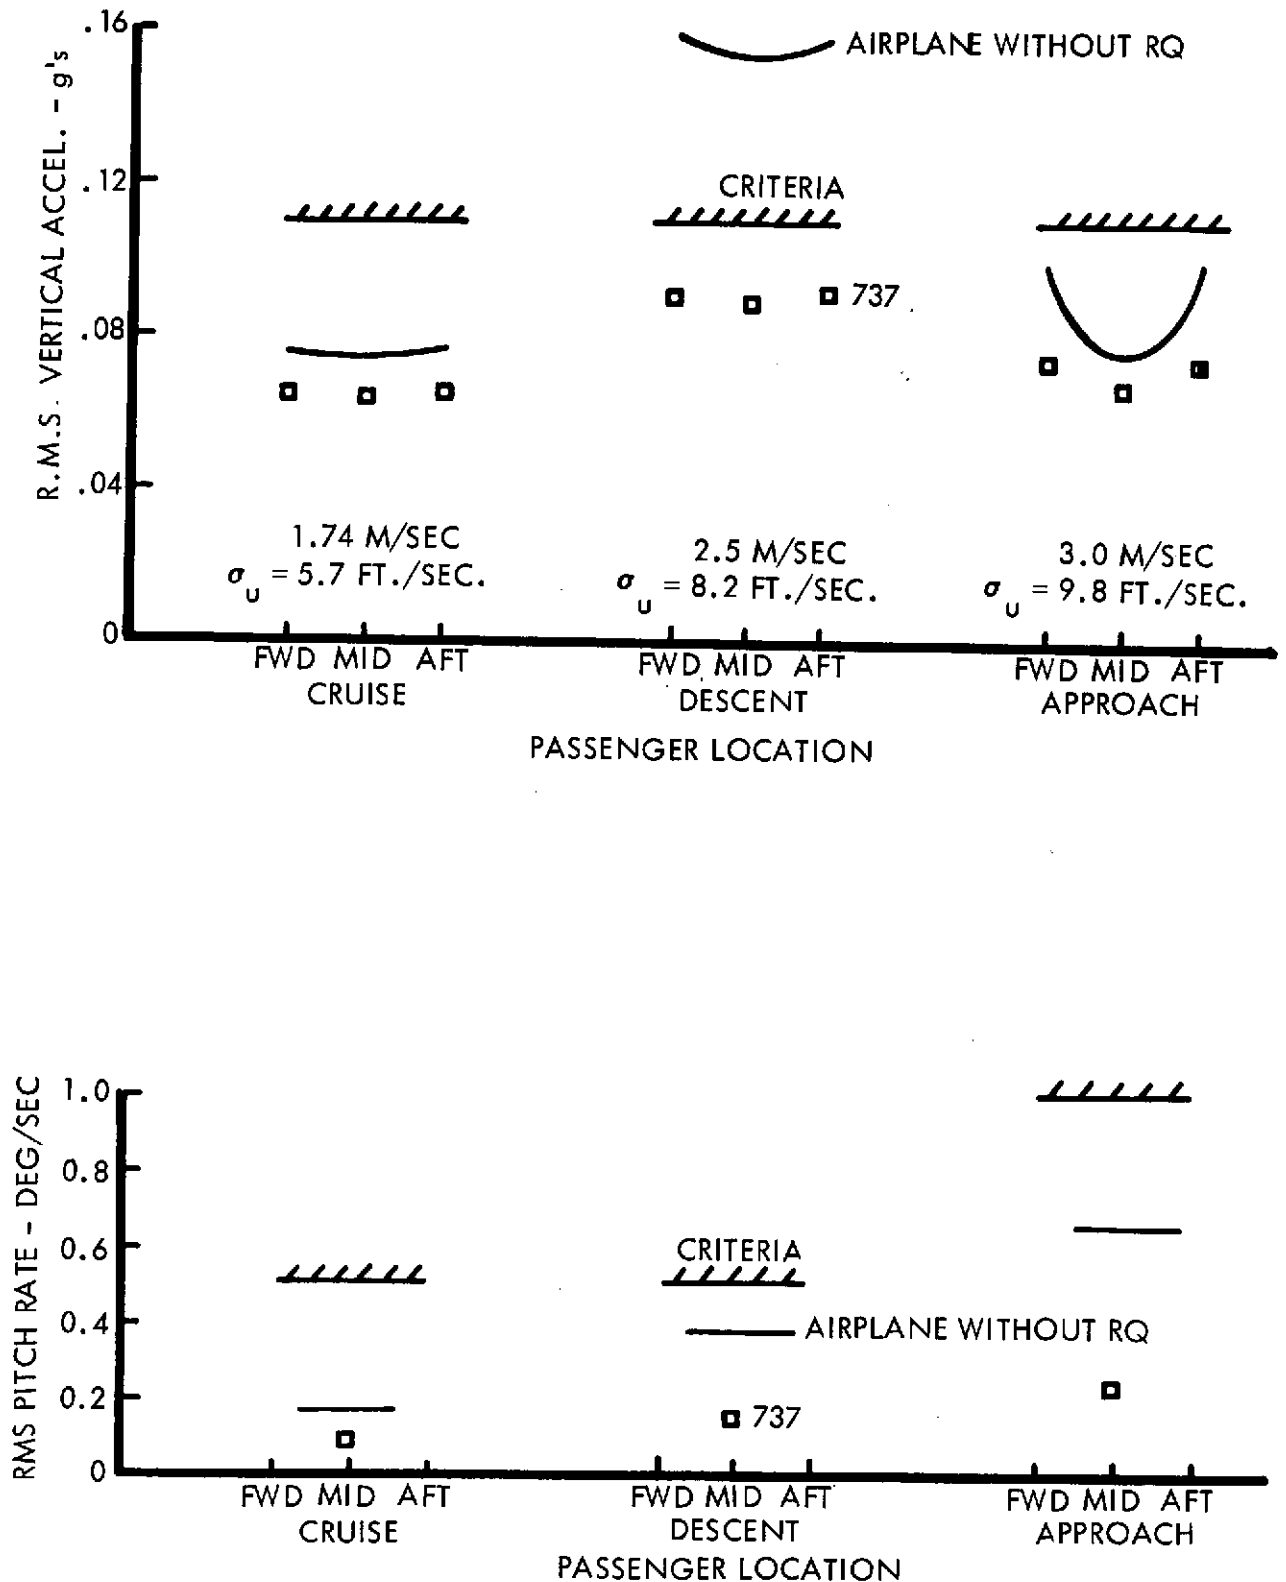 .16
AIRPLANE WITHOUT RQ
R.M.S. VERTICAL ACCEL. - g's
.12
CRITERIA
737
.08
.04
1.74 M/SEC
σU = 5.7 FT./SEC.
2.5 M/SEC
σU = 8.2 FT./SEC.
3.0 M/SEC
σU = 9.8 FT./SEC.
0
FWD MID AFT
CRUISE
FWD MID AFT
DESCENT
FWD MID AFT
APPROACH
PASSENGER LOCATION
1.0
RMS PITCH RATE - DEG/SEC
0.8
0.6
CRITERIA
0.4
AIRPLANE WITHOUT RQ
0.2
737
0
FWD MID AFT
CRUISE
FWD MID AFT
DESCENT
FWD MID AFT
APPROACH
PASSENGER LOCATION